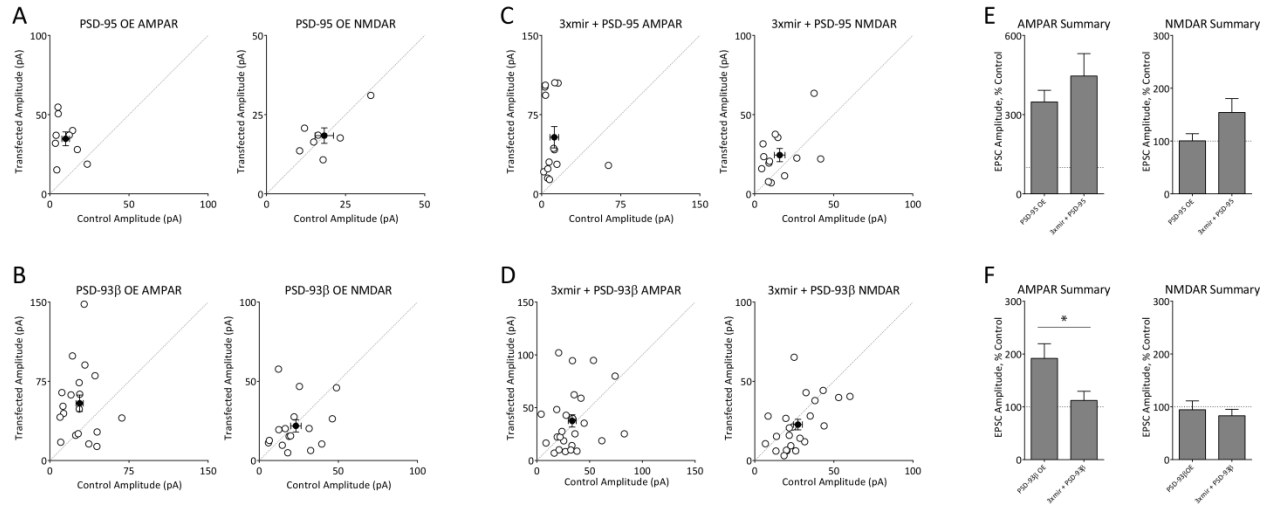 A
PSD-95 OE AMPAR
Transfected Amplitude (pA)
100
50
0
0
50
100
Control Amplitude (pA)
PSD-95 OE NMDAR
Transfected Amplitude (pA)
50
25
0
0
25
50
Control Amplitude (pA)
C
3xmir + PSD-95 AMPAR
Transfected Amplitude (pA)
150
75
0
0
50
100
Control Amplitude (pA)
3xmir + PSD-95 NMDAR
Transfected Amplitude (pA)
100
50
0
0
50
100
Control Amplitude (pA)
E
AMPAR Summary
EPSC Amplitude, % Control
600
300
0
PSD-95 OE
3xmir + PSD-95
NMDAR Summary
EPSC Amplitude, % Control
300
200
100
0
PSD-95 OE
3xmir + PSD-95
B
PSD-93β OE AMPAR
Transfected Amplitude (pA)
150
75
0
0
75
150
Control Amplitude (pA)
PSD-93β OE NMDAR
Transfected Amplitude (pA)
100
50
0
0
50
100
Control Amplitude (pA)
D
3xmir + PSD-93β AMPAR
Transfected Amplitude (pA)
150
100
50
0
0
50
100
150
Control Amplitude (pA)
3xmir + PSD-93β NMDAR
Transfected Amplitude (pA)
100
50
0
0
50
100
Control Amplitude (pA)
F
AMPAR Summary
EPSC Amplitude, % Control
300
200
100
0
*
PSD-93β OE
3xmir + PSD-93β
NMDAR Summary
EPSC Amplitude, % Control
300
200
100
0
PSD-93βOE
3xmir + PSD-93β